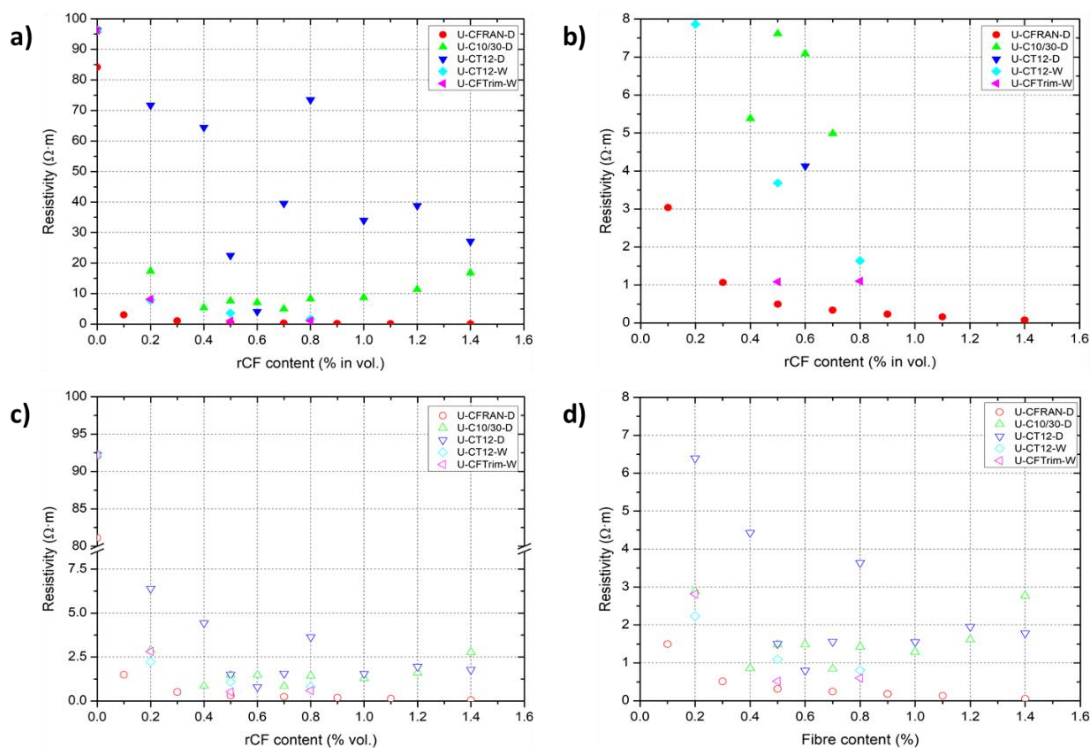 a)
100
90
80
70
60
50
40
30
20
10
0
Resistivity (Ω·m)
0.0 0.2 0.4 0.6 0.8 1.0 1.2 1.4 1.6
rCF content (% in vol.)
U-CFRAN-D
U-C10/30-D
U-CT12-D
U-CT12-W
U-CFTrim-W
b)
8
7
6
5
4
3
2
1
0
Resistivity (Ω·m)
0.0 0.2 0.4 0.6 0.8 1.0 1.2 1.4 1.6
rCF content (% in vol.)
U-CFRAN-D
U-C10/30-D
U-CT12-D
U-CT12-W
U-CFTrim-W
c)
100
95
90
85
80
7.5
5.0
2.5
0.0
Resistivity (Ω·m)
0.0 0.2 0.4 0.6 0.8 1.0 1.2 1.4 1.6
rCF content (% in vol.)
U-CFRAN-D
U-C10/30-D
U-CT12-D
U-CT12-W
U-CFTrim-W
d)
8
7
6
5
4
3
2
1
0
Resistivity (Ω·m)
0.0 0.2 0.4 0.6 0.8 1.0 1.2 1.4 1.6
Fibre content (%)
U-CFRAN-D
U-C10/30-D
U-CT12-D
U-CT12-W
U-CFTrim-W